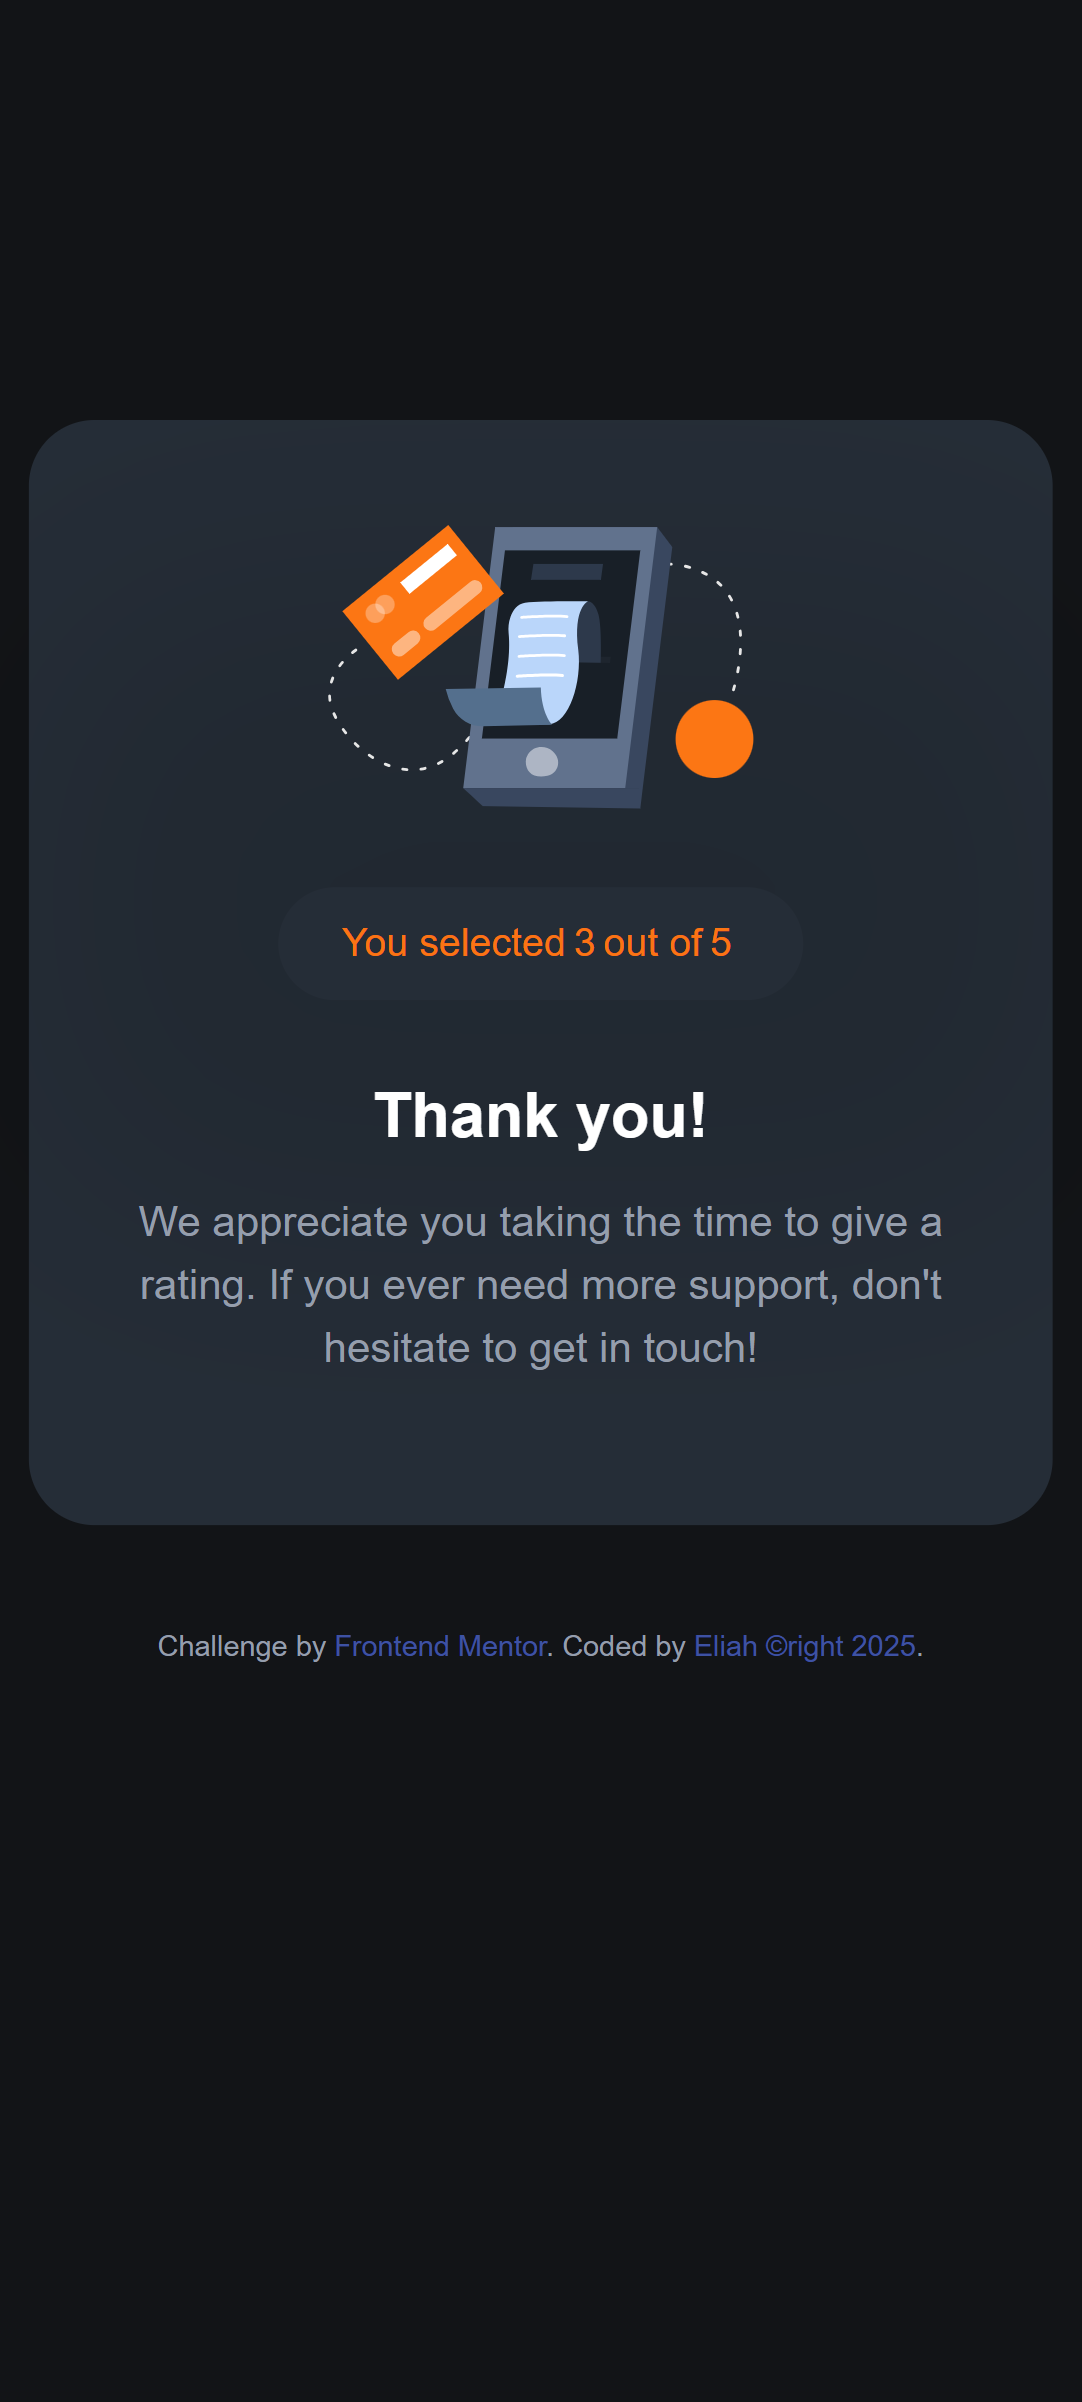 You selected 3 out of 5
Thank you!
We appreciate you taking the time to give a
rating. If you ever need more support, don't
hesitate to get in touch!
Challenge by Frontend Mentor. Coded by Eliah ©right 2025.